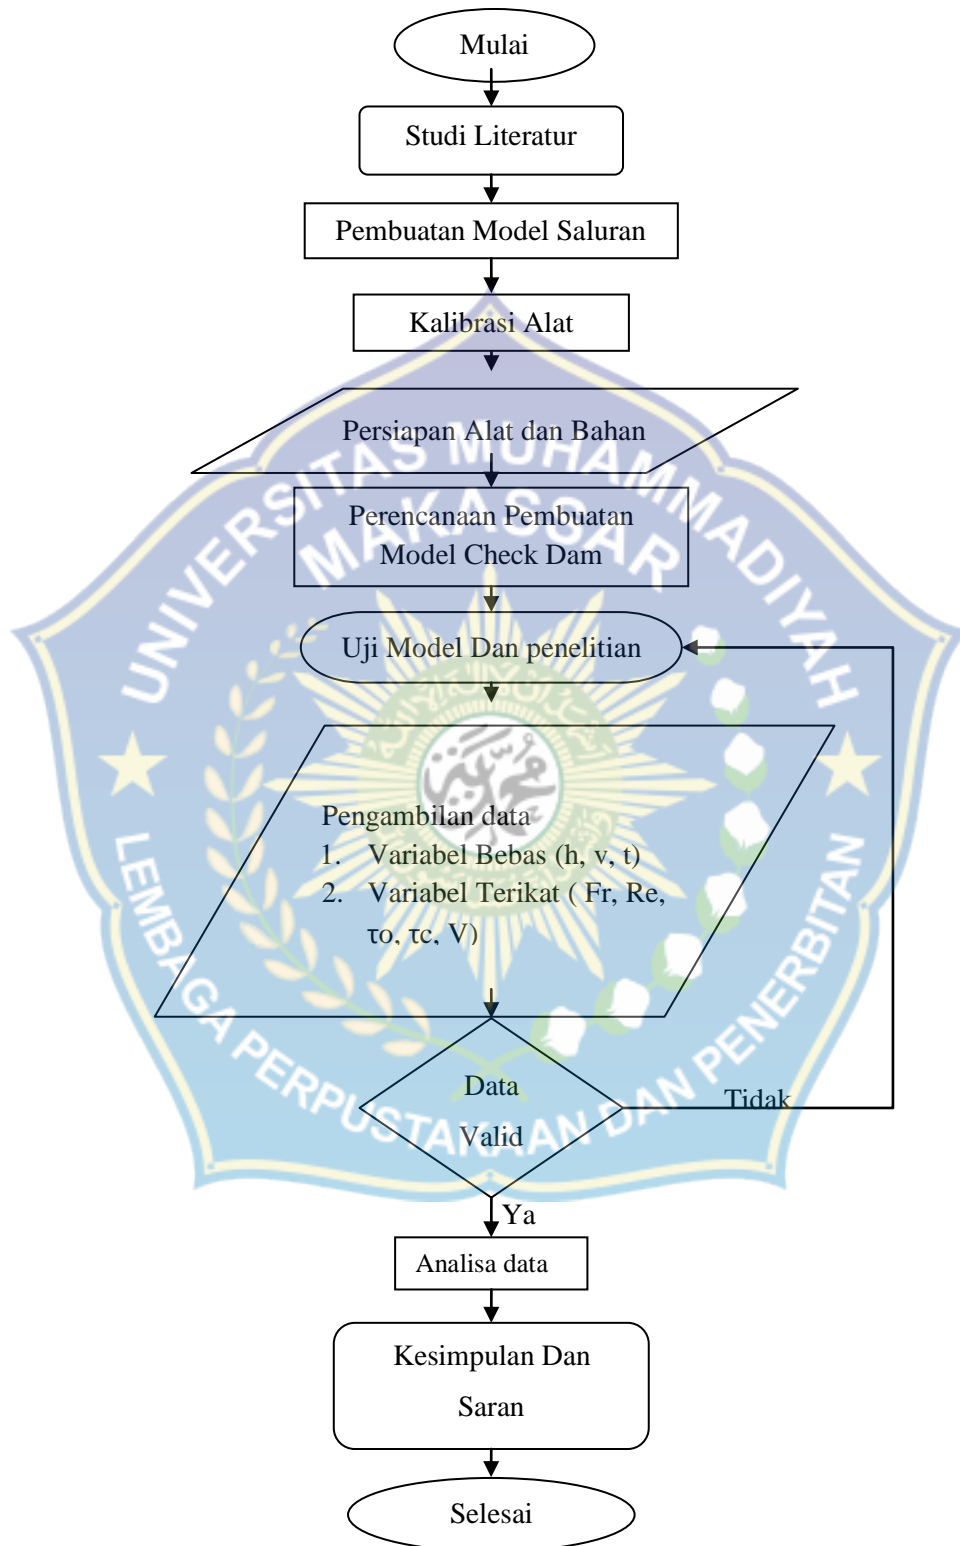 Mulai
Studi Literatur
Pembuatan Model Saluran
Kalibrasi Alat
Persiapan Alat dan Bahan
UNIVERSITAS MUHAMMADIYAH
MAKASSAR
Perencanaan Pembuatan
Model Check Dam
Uji Model Dan penelitian
Pengambilan data
1. Variabel Bebas (h, v, t)
2. Variabel Terikat ( Fr, Re,
τo, τc, V)
LEMBAGA PERPUSTAKAAN DAN PENERBITAN
Data
Valid
Tidak
Ya
Analisa data
Kesimpulan Dan
Saran
Selesai